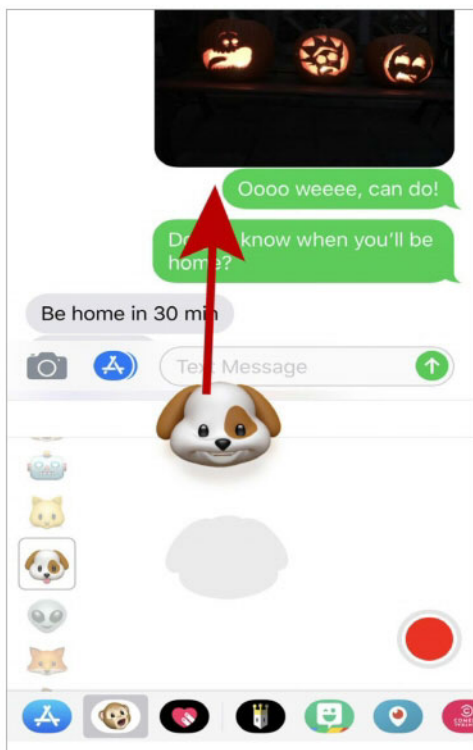 Oooo weeee, can do!
know when you'll be
home?
Be home in 30 min
Text Message